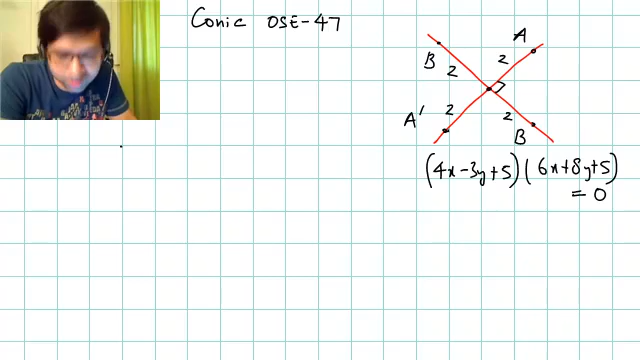 Conic OSE-47
A
B 2 2
A' 2 2
B
(4x-3y+5)(6x+8y+5)
= 0